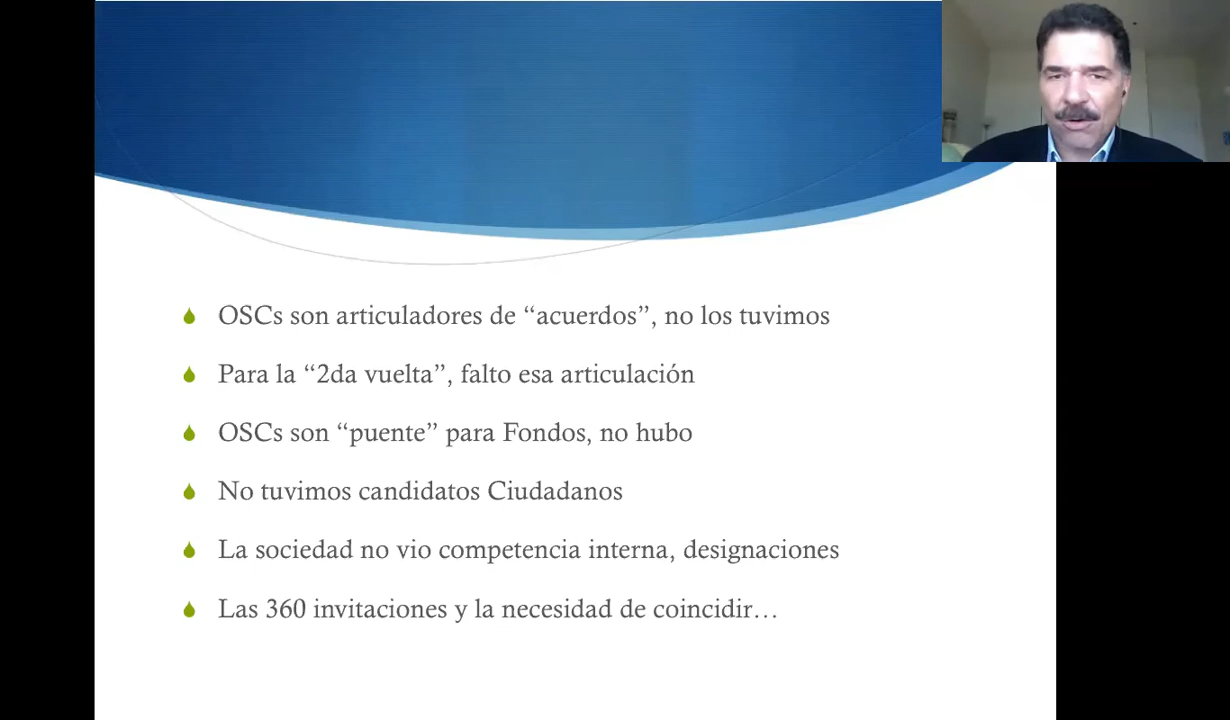 OSCs son articuladores de “acuerdos”, no los tuvimos
Para la “2da vuelta”, falto esa articulación
OSCs son “puente” para Fondos, no hubo
No tuvimos candidatos Ciudadanos
La sociedad no vio competencia interna, designaciones
Las 360 invitaciones y la necesidad de coincidir…